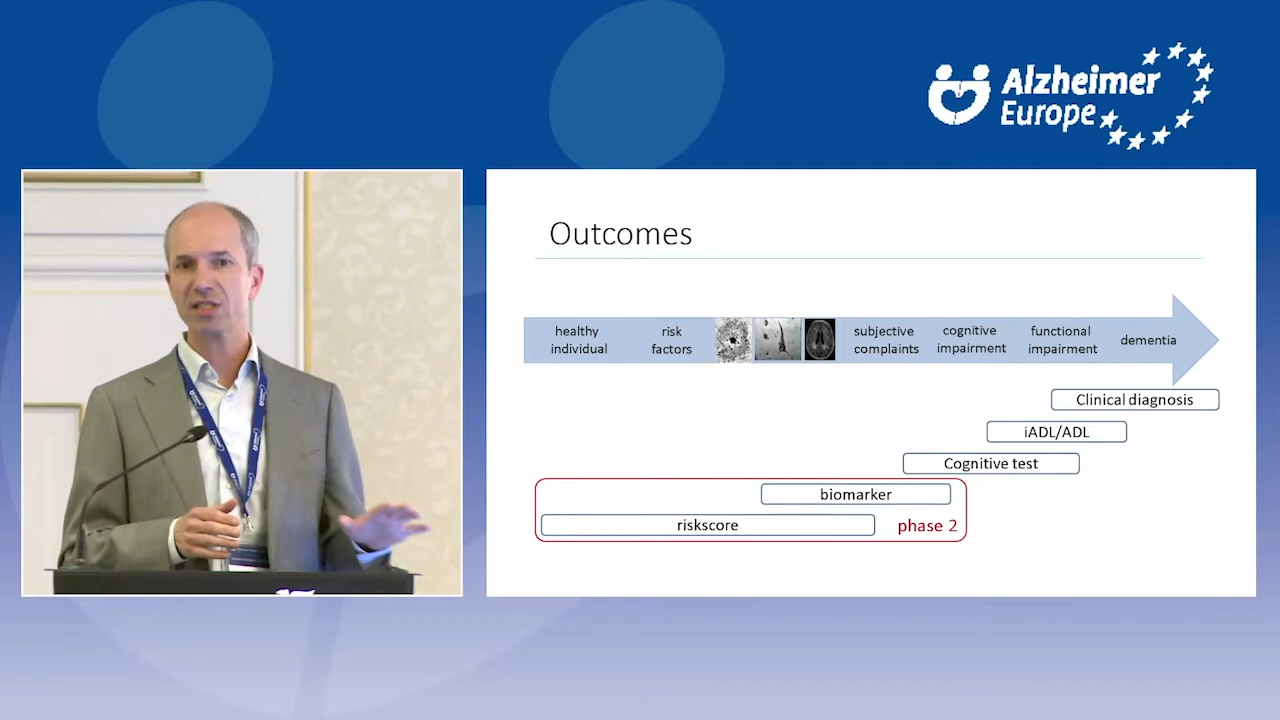 Alzheimer
Europe
Outcomes
healthy
individual
risk
factors
subjective
complaints
cognitive
impairment
functional
impairment
dementia
Clinical diagnosis
iADL/ADL
Cognitive test
biomarker
riskscore
phase 2